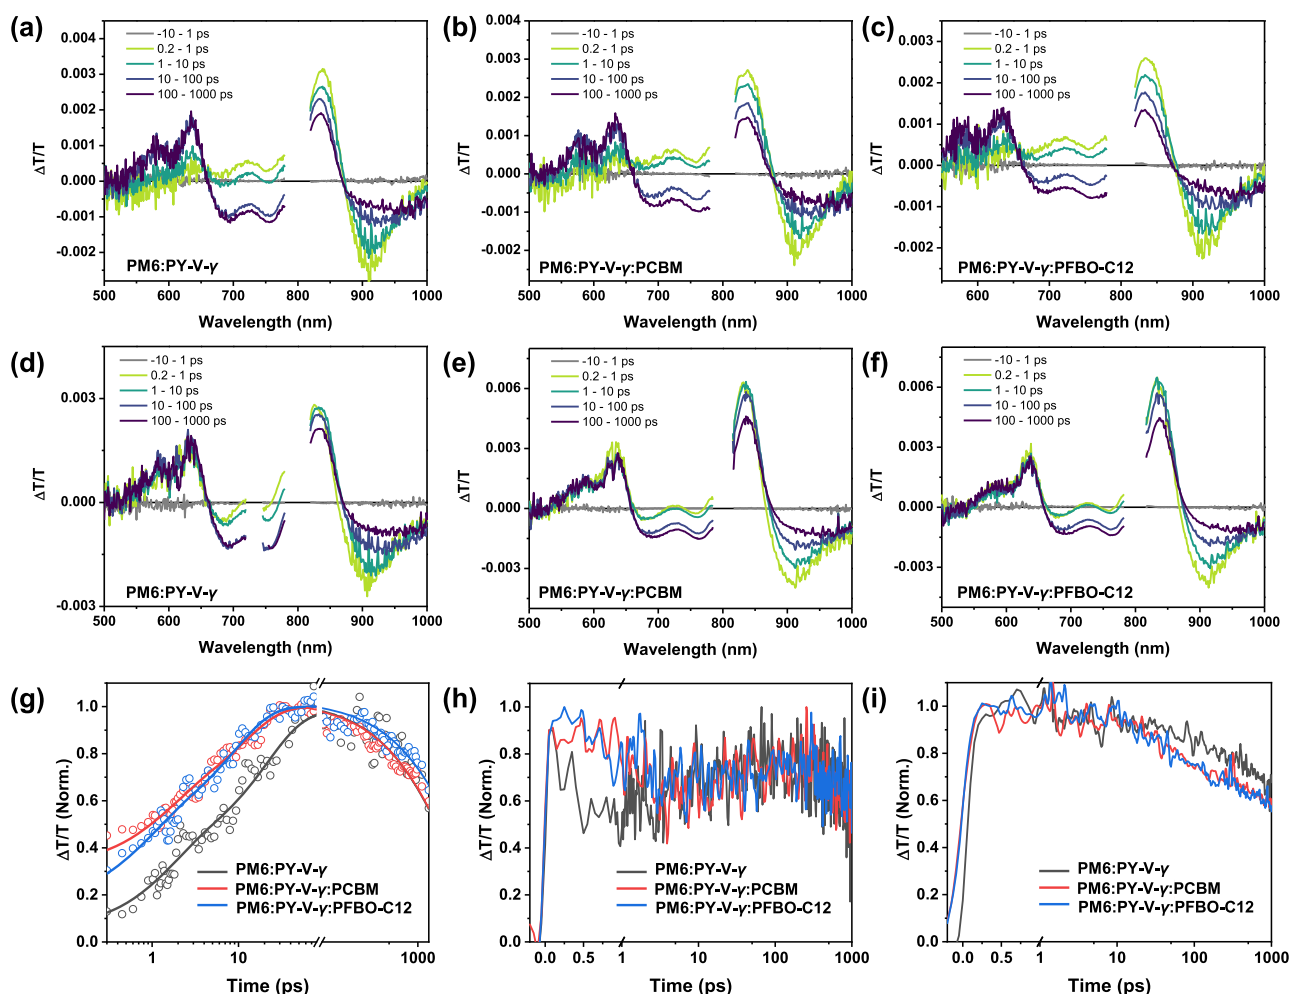 (a)
0.004
0.003
0.002
0.001
0.000
-0.001
-0.002
ΔT/T
-10 - 1 ps
0.2 - 1 ps
1 - 10 ps
10 - 100 ps
100 - 1000 ps
PM6:PY-V-γ
500 600 700 800 900 1000
Wavelength (nm)
(b)
0.004
0.003
0.002
0.001
0.000
-0.001
-0.002
-0.003
ΔT/T
-10 - 1 ps
0.2 - 1 ps
1 - 10 ps
10 - 100 ps
100 - 1000 ps
PM6:PY-V-γ:PCBM
500 600 700 800 900 1000
Wavelength (nm)
(c)
0.003
0.002
0.001
0.000
-0.001
-0.002
ΔT/T
-10 - 1 ps
0.2 - 1 ps
1 - 10 ps
10 - 100 ps
100 - 1000 ps
PM6:PY-V-γ:PFBO-C12
600 700 800 900 1000
Wavelength (nm)
(d)
0.003
0.000
-0.003
ΔT/T
-10 - 1 ps
0.2 - 1 ps
1 - 10 ps
10 - 100 ps
100 - 1000 ps
PM6:PY-V-γ
500 600 700 800 900 1000
Wavelength (nm)
(e)
0.006
0.003
0.000
-0.003
ΔT/T
-10 - 1 ps
0.2 - 1 ps
1 - 10 ps
10 - 100 ps
100 - 1000 ps
PM6:PY-V-γ:PCBM
500 600 700 800 900 1000
Wavelength (nm)
(f)
0.006
0.003
0.000
-0.003
ΔT/T
-10 - 1 ps
0.2 - 1 ps
1 - 10 ps
10 - 100 ps
100 - 1000 ps
PM6:PY-V-γ:PFBO-C12
500 600 700 800 900 1000
Wavelength (nm)
(g)
1.0
0.8
0.6
0.4
0.2
0.0
ΔT/T (Norm.)
PM6:PY-V-γ
PM6:PY-V-γ:PCBM
PM6:PY-V-γ:PFBO-C12
1 10 1000
Time (ps)
(h)
1.0
0.8
0.6
0.4
0.2
0.0
ΔT/T (Norm.)
PM6:PY-V-γ
PM6:PY-V-γ:PCBM
PM6:PY-V-γ:PFBO-C12
0.0 0.5 1 10 100 1000
Time (ps)
(i)
1.0
0.8
0.6
0.4
0.2
0.0
ΔT/T (Norm.)
PM6:PY-V-γ
PM6:PY-V-γ:PCBM
PM6:PY-V-γ:PFBO-C12
0.0 0.5 1 10 100 1000
Time (ps)